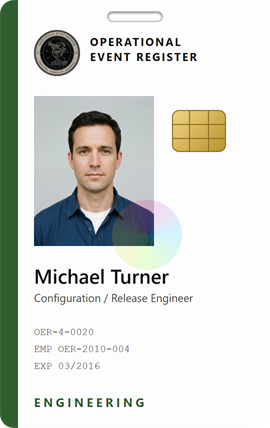 OPERATIONAL
EVENT REGISTER
Michael Turner
Configuration / Release Engineer
OER-4-0020
EMP OER-2010-004
EXP 03/2016
ENGINEERING